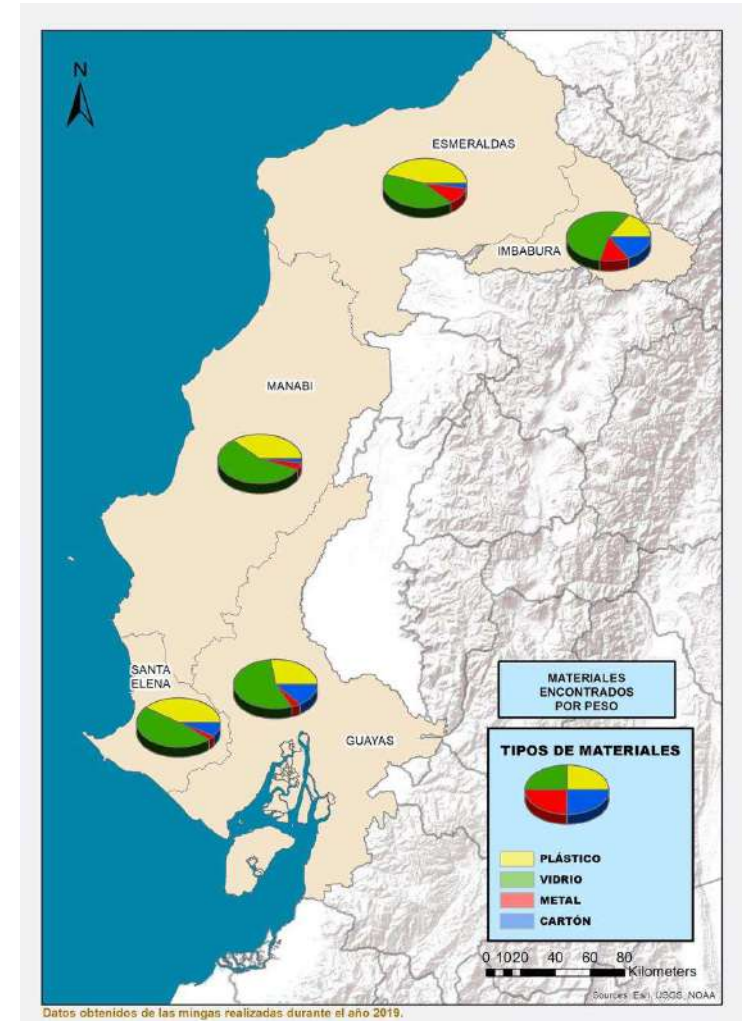 N
ESMERALDAS
IMBABURA
MANABI
SANTA
ELENA
GUAYAS
MATERIALES
ENCONTRADOS
POR PESO
TIPOS DE MATERIALES
PLÁSTICO
VIDRIO
METAL
CARTÓN
0 1020 40 60 80
Kilometers
Sources: Esri, USGS, NOAA
Datos obtenidos de las mingas realizadas durante el año 2019.